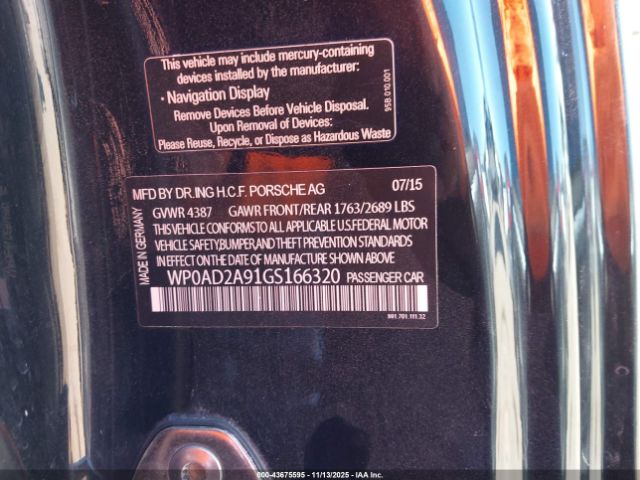 This vehicle may include mercury-containing
devices installed by the manufacturer:
• Navigation Display
Remove Devices Before Vehicle Disposal.
Upon Removal of Devices:
Please Reuse, Recycle, or Dispose as Hazardous Waste
95B.010.001
MADE IN GERMANY
MFD BY DR.ING H.C.F. PORSCHE AG 07/15
GVWR 4387 GAWR FRONT/REAR 1763/2689 LBS
THIS VEHICLE CONFORMS TO ALL APPLICABLE U.S.FEDERAL MOTOR
VEHICLE SAFETY,BUMPER,AND THEFT PREVENTION STANDARDS
IN EFFECT ON THE DATE OF MANUFACTURE SHOWN ABOVE.
WP0AD2A91GS166320 PASSENGER CAR
991.701.111.32
000-43675595 - 11/13/2025 - IAA Corp